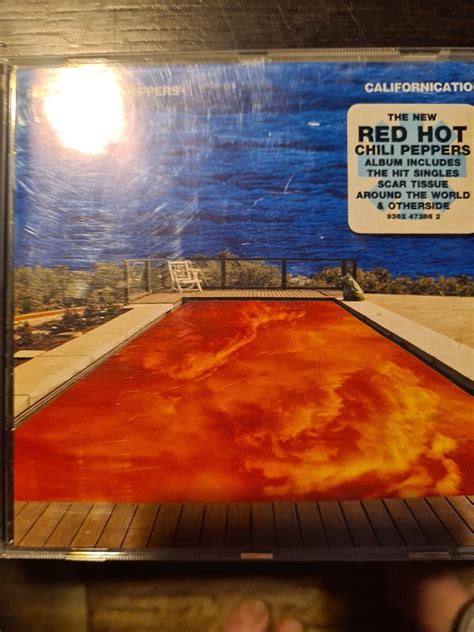 PEPPERS
CALIFORNICATIO
THE NEW
RED HOT
CHILI PEPPERS
ALBUM INCLUDES
THE HIT SINGLES
SCAR TISSUE
AROUND THE WORLD
& OTHERSIDE
9362 47386 2